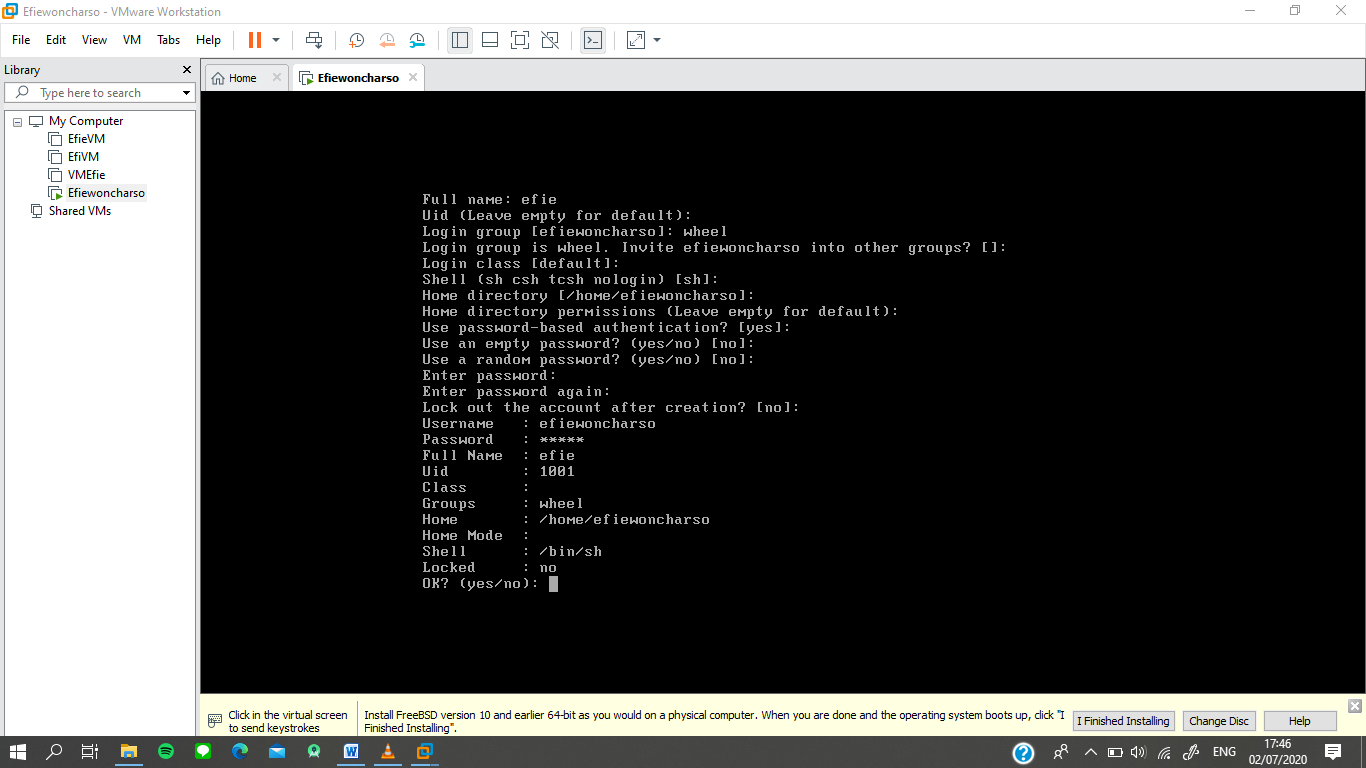 Efiewoncharso - VMware Workstation
File Edit View VM Tabs Help
Library
Type here to search
My Computer
EfieVM
EfiVM
VMEfie
Efiewoncharso
Shared VMs
Home
Efiewoncharso
Full name: efie
Uid (Leave empty for default):
Login group [efiewoncharso]: wheel
Login group is wheel. Invite efiewoncharso into other groups? []:
Login class [default]:
Shell (sh csh tcsh nologin) [sh]:
Home directory [/home/efiewoncharso]:
Home directory permissions (Leave empty for default):
Use password-based authentication? [yes]:
Use an empty password? (yes/no) [no]:
Use a random password? (yes/no) [no]:
Enter password:
Enter password again:
Lock out the account after creation? [no]:
Username   : efiewoncharso
Password   : *****
Full Name  : efie
Uid        : 1001
Class      :
Groups     : wheel
Home       : /home/efiewoncharso
Home Mode  :
Shell      : /bin/sh
Locked     : no
OK? (yes/no):
Click in the virtual screen
to send keystrokes
Install FreeBSD version 10 and earlier 64-bit as you would on a physical computer. When you are done and the operating system boots up, click "I
Finished Installing".
I Finished Installing
Change Disc
Help
W
?
ENG
17:46
02/07/2020